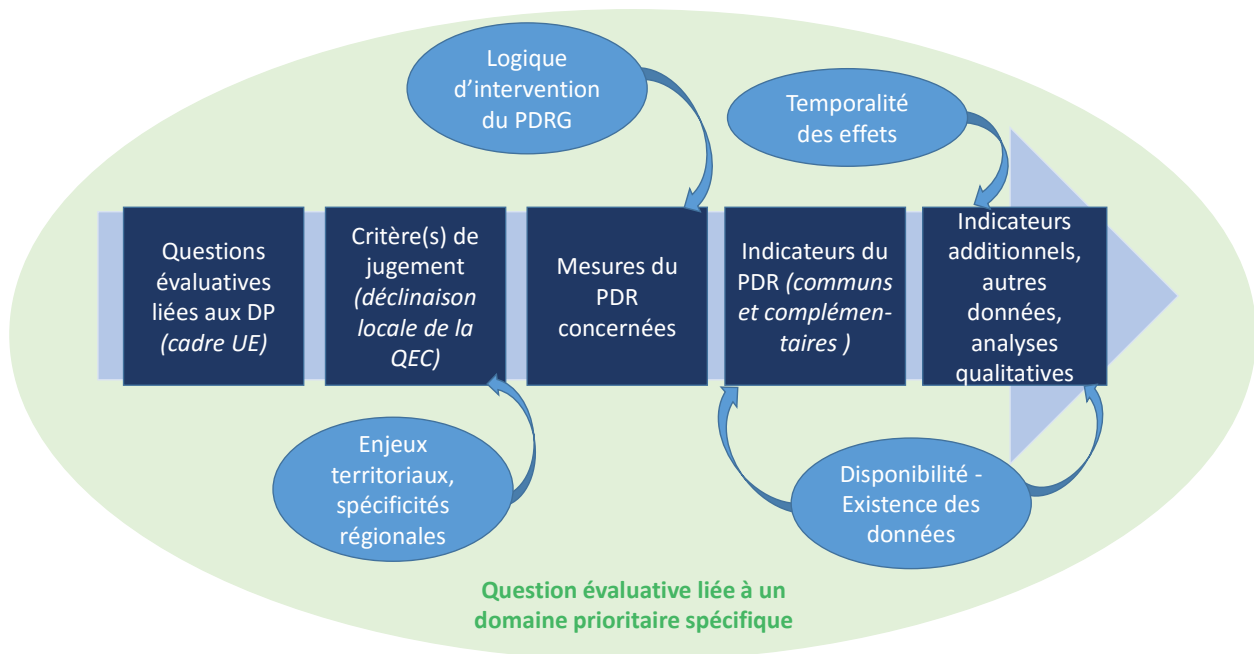 Logique
d’intervention
du PDRG
Temporalité
des effets
Questions
évaluatives
liées aux DP
(cadre UE)
Critère(s) de
jugement
(déclinaison
locale de la
QEC)
Mesures du
PDR
concernées
Indicateurs du
PDR (communs
et complémen-
taires )
Indicateurs
additionnels,
autres
données,
analyses
qualitatives
Enjeux
territoriaux,
spécificités
régionales
Disponibilité -
Existence des
données
Question évaluative liée à un
domaine prioritaire spécifique